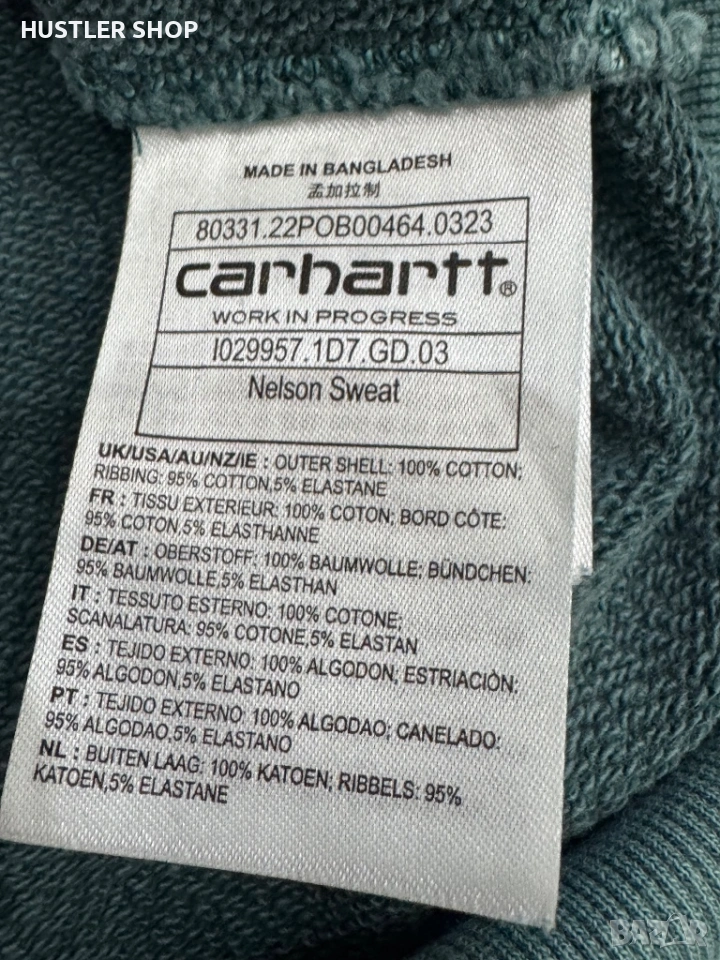 HUSTLER SHOP
MADE IN BANGLADESH
孟加拉制
80331.22POB00464.0323
carhartt®
WORK IN PROGRESS
I029957.1D7.GD.03
Nelson Sweat
UK/USA/AU/NZ/IE : OUTER SHELL: 100% COTTON;
RIBBING: 95% COTTON,5% ELASTANE
FR : TISSU EXTERIEUR: 100% COTON; BORD CÔTE:
95% COTON,5% ELASTHANNE
DE/AT : OBERSTOFF: 100% BAUMWOLLE; BÜNDCHEN:
95% BAUMWOLLE,5% ELASTHAN
IT : TESSUTO ESTERNO: 100% COTONE;
SCANALATURA: 95% COTONE,5% ELASTAN
ES : TEJIDO EXTERNO: 100% ALGODON; ESTRIACIÒN:
95% ALGODON,5% ELASTANO
PT : TEJIDO EXTERNO: 100% ALGODAO; CANELADO:
95% ALGODAO,5% ELASTANO
NL : BUITEN LAAG: 100% KATOEN; RIBBELS: 95%
KATOEN,5% ELASTANE
BAZAR